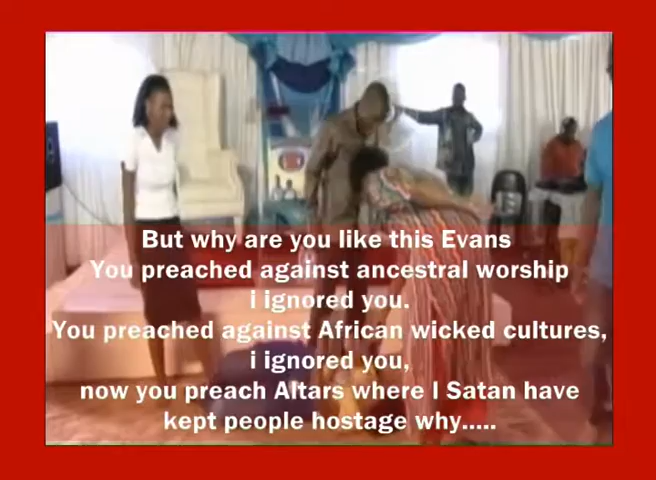 But why are you like this Evans
You preached against ancestral worship
i ignored you.
You preached against African wicked cultures,
i ignored you,
now you preach Altars where I Satan have
kept people hostage why.....